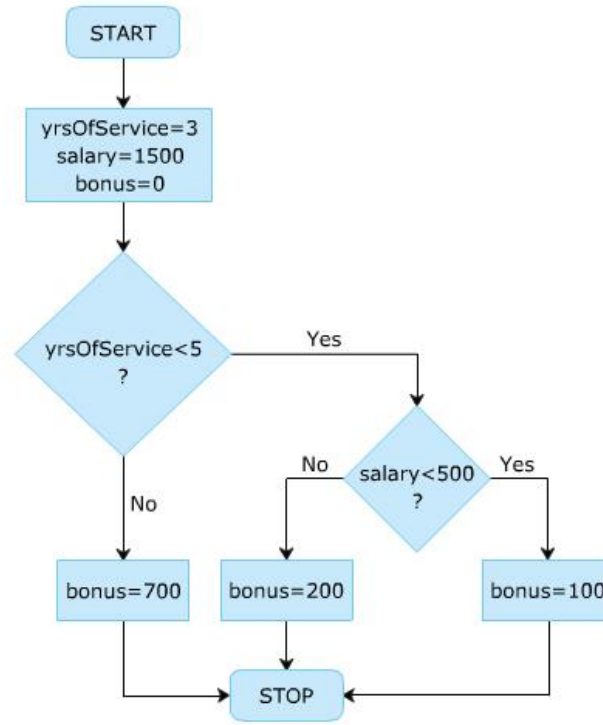 START
yrsOfService=3
salary=1500
bonus=0
yrsOfService<5
?
Yes
No
salary<500
?
No
Yes
bonus=700
bonus=200
bonus=100
STOP